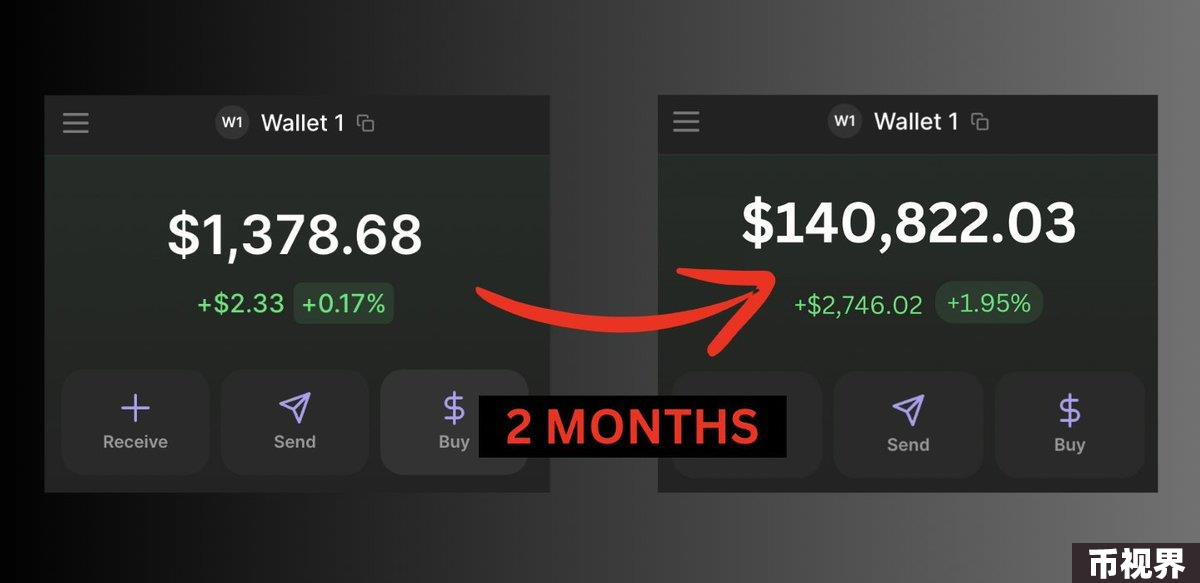 W1 Wallet 1
$1,378.68
+$2.33 +0.17%
Receive
Send
Buy
W1 Wallet 1
$140,822.03
+$2,746.02 +1.95%
Send
Buy
2 MONTHS
币视界